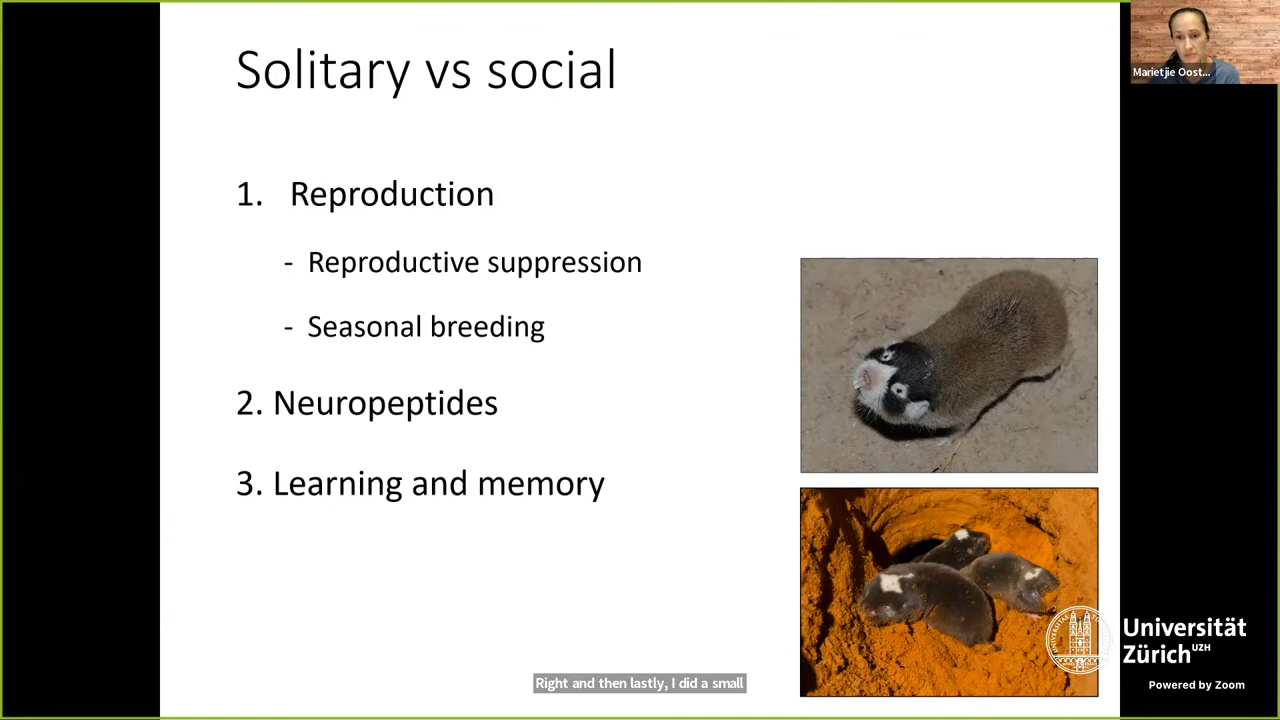 Solitary vs social
Marietjie Oost...
1. Reproduction
- Reproductive suppression
- Seasonal breeding
2. Neuropeptides
3. Learning and memory
Universität
Zürich UZH
Powered by Zoom
Right and then lastly, I did a small